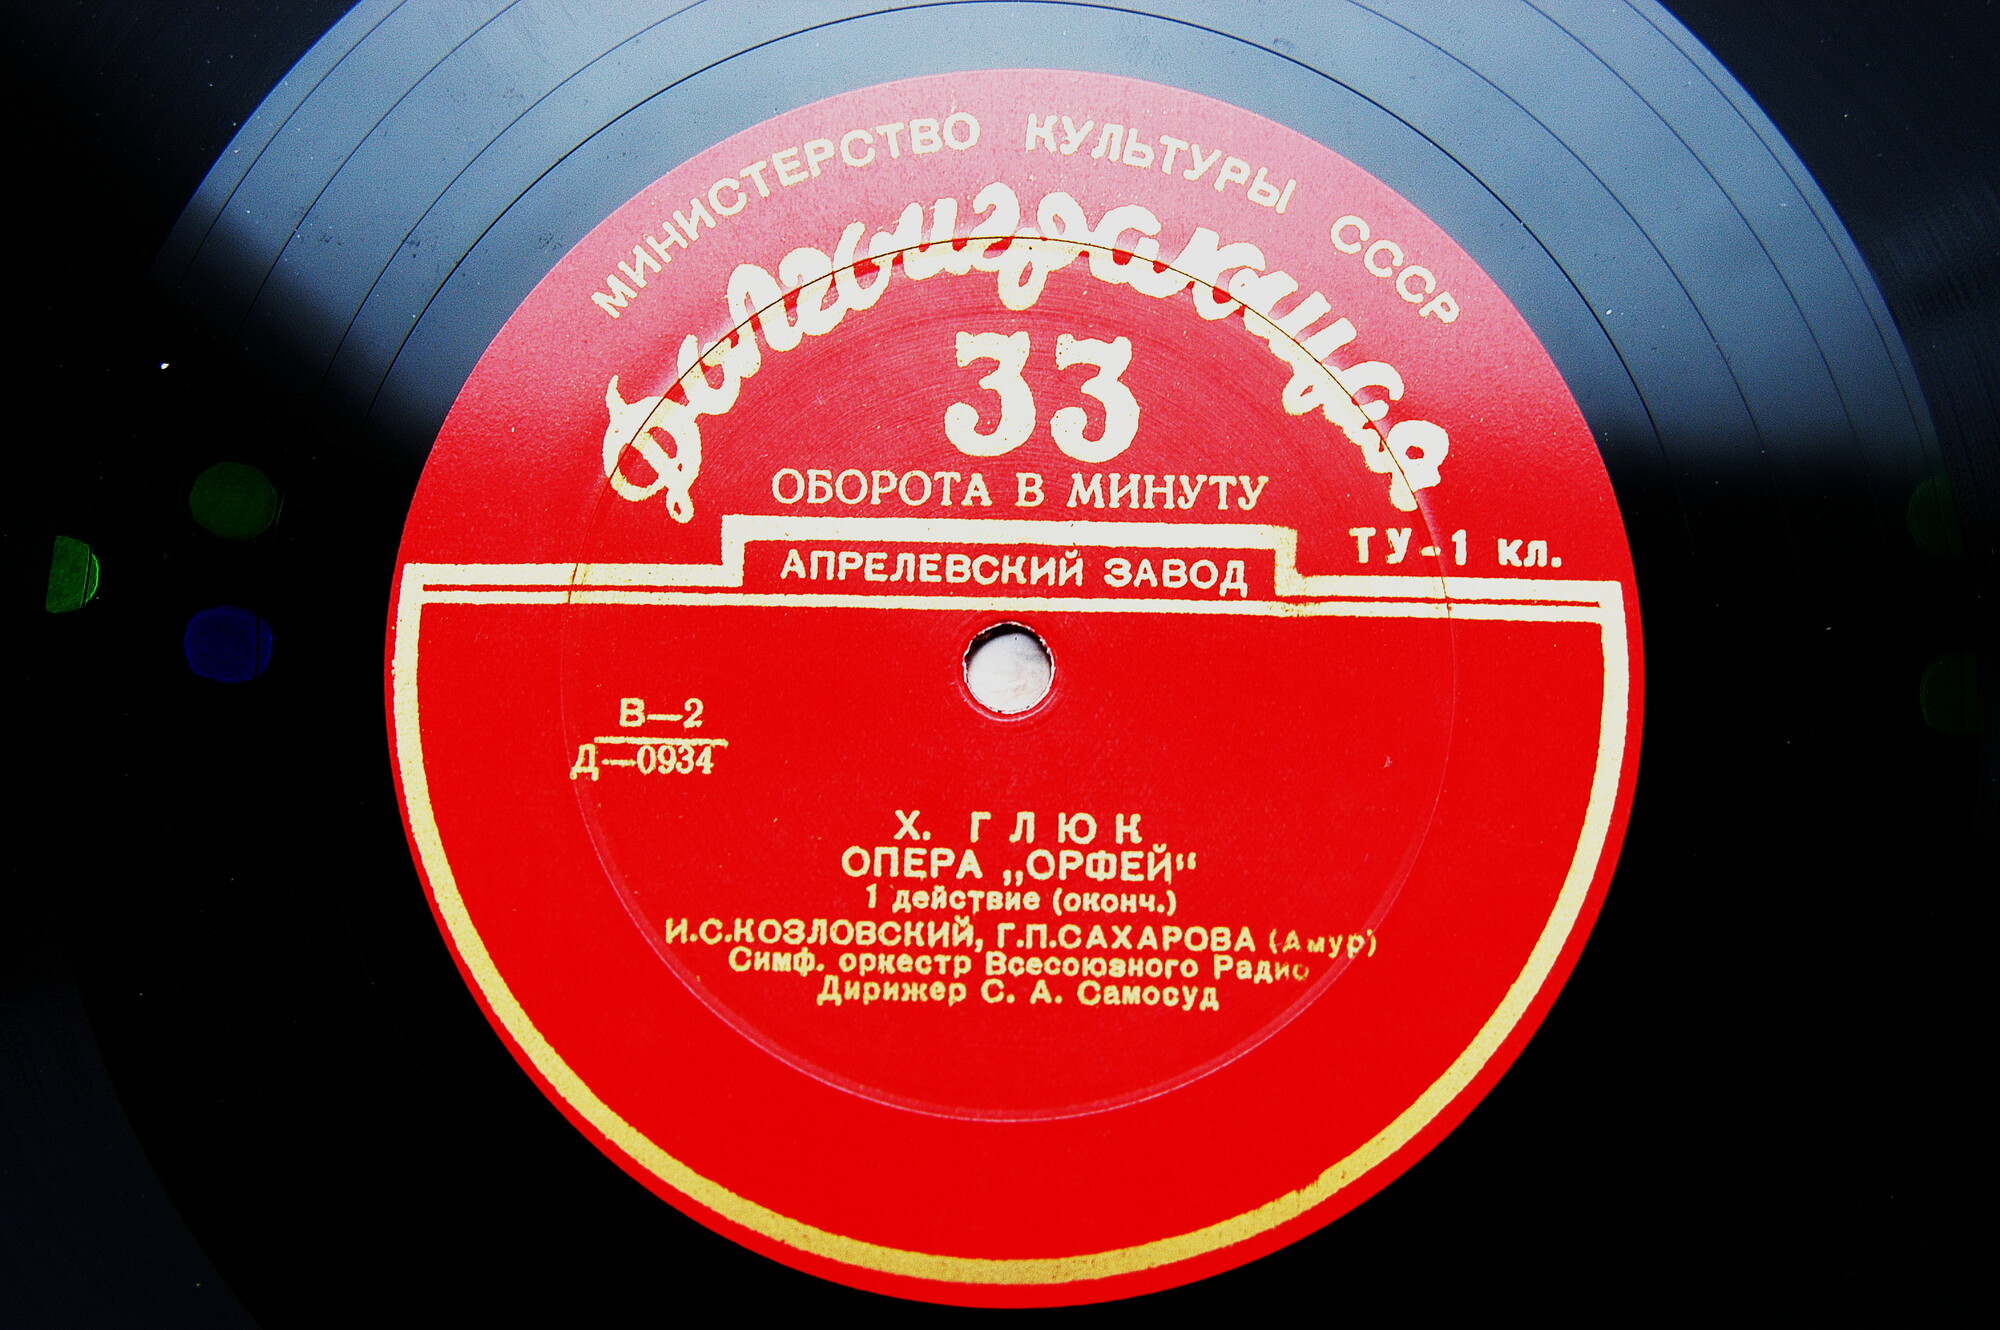 МИНИСТЕРСТВО КУЛЬТУРЫ СССР
Долгоиграющая
33
ОБОРОТА В МИНУТУ
ТУ-1 кл.
АПРЕЛЕВСКИЙ ЗАВОД
В—2
Д—0934
Х. ГЛЮК
ОПЕРА „ОРФЕЙ“
1 действие (оконч.)
И.С.КОЗЛОВСКИЙ, Г.П.САХАРОВА (Амур)
Симф. оркестр Всесоюзного Радио
Дирижер С. А. Самосуд